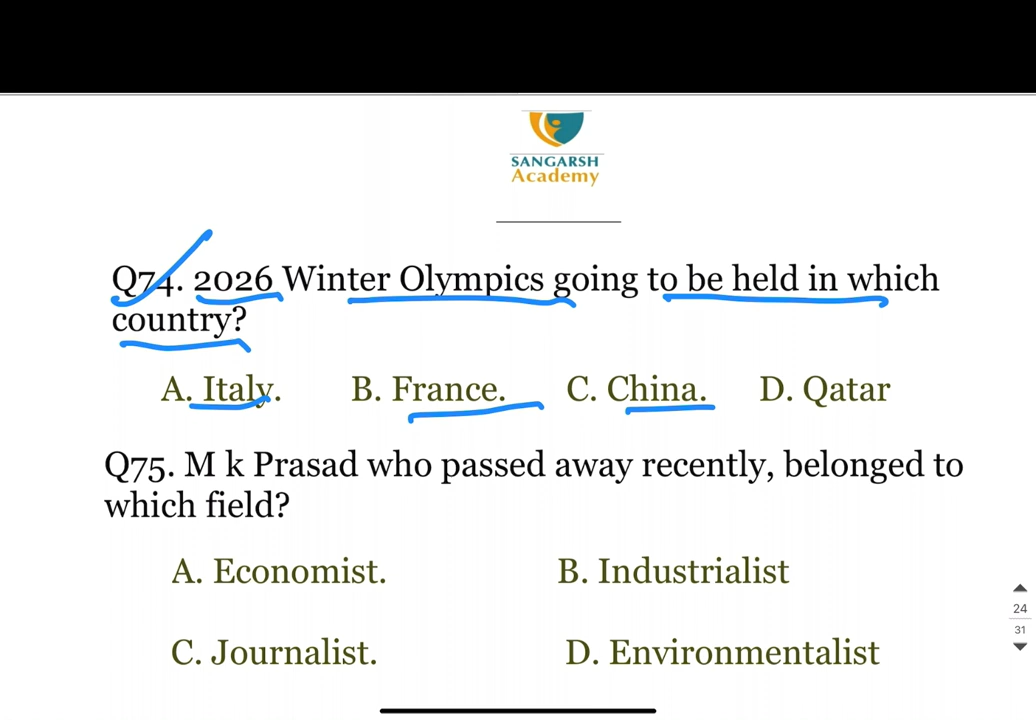 SANGARSH
Academy
Q74. 2026 Winter Olympics going to be held in which
country?
A. Italy. B. France. C. China. D. Qatar
Q75. M k Prasad who passed away recently, belonged to
which field?
A. Economist. B. Industrialist
C. Journalist. D. Environmentalist
24
31